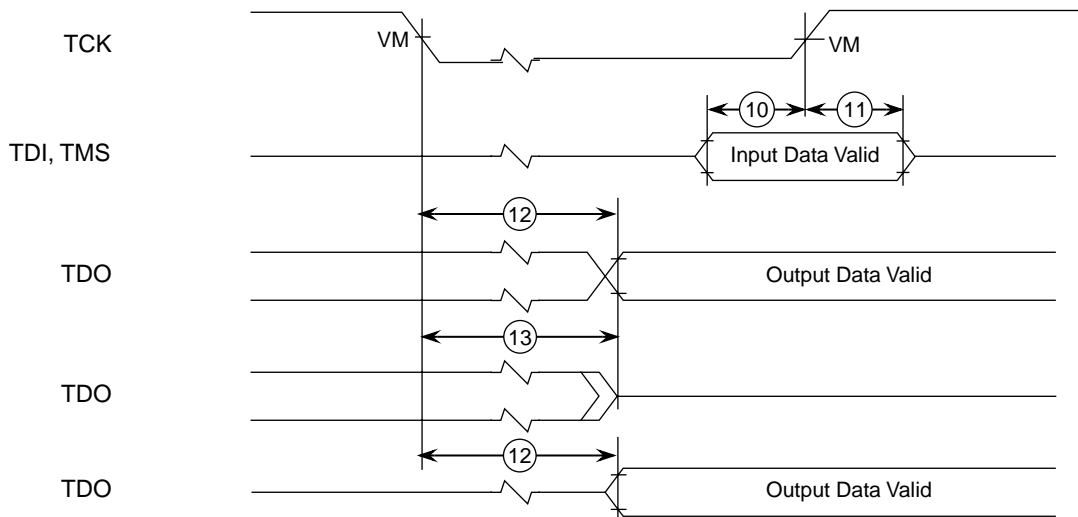 TCK
VM
VM
10
11
TDI, TMS
Input Data Valid
12
TDO
Output Data Valid
13
TDO
12
TDO
Output Data Valid